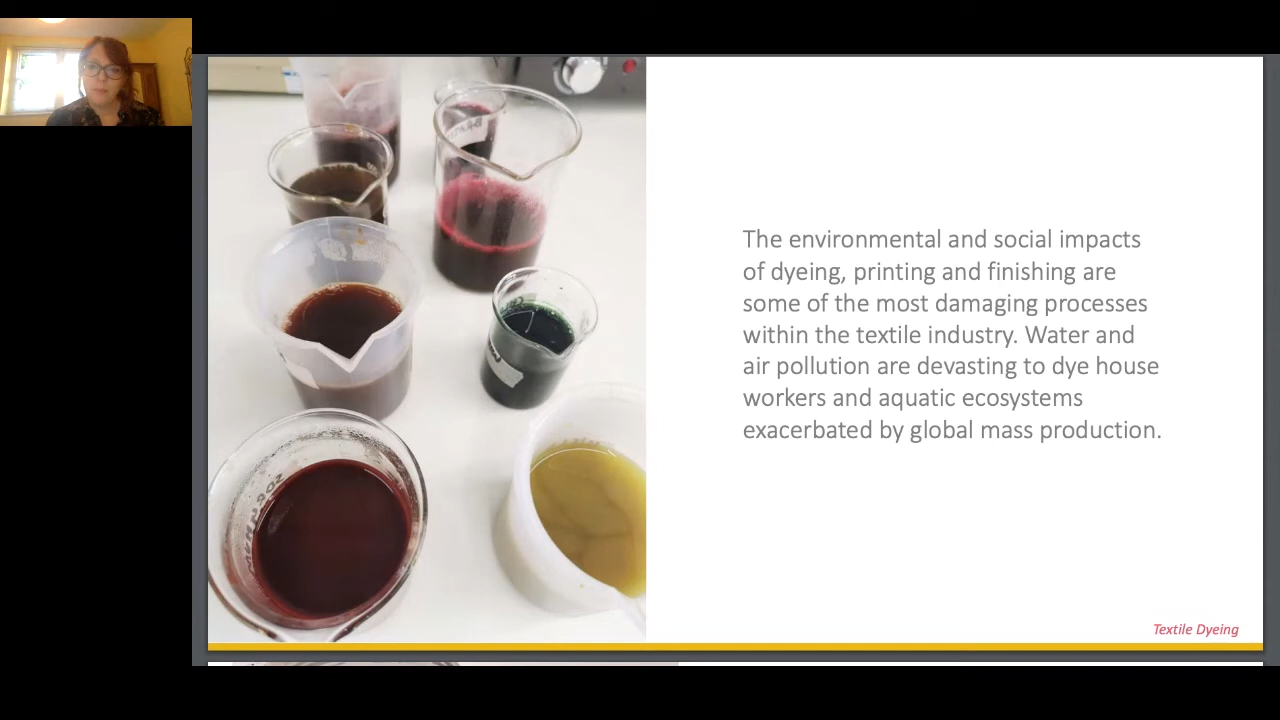 The environmental and social impacts
of dyeing, printing and finishing are
some of the most damaging processes
within the textile industry. Water and
air pollution are devasting to dye house
workers and aquatic ecosystems
exacerbated by global mass production.
Textile Dyeing